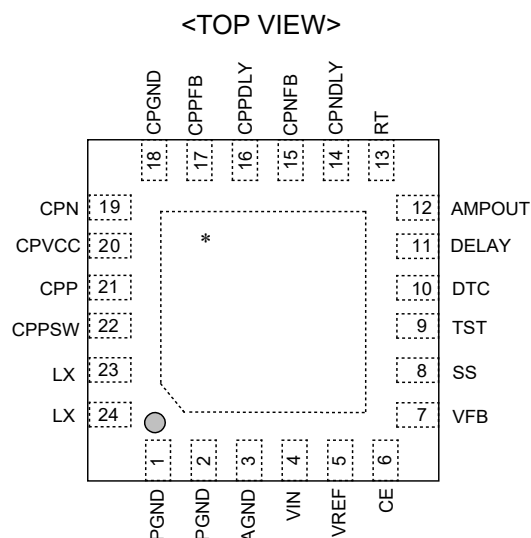 <TOP VIEW>
CPGND
CPPFB
CPPDLY
CPNFB
CPNDLY
RT
18
17
16
15
14
13
CPN 19
CPVCC 20
CPP 21
CPPSW 22
LX 23
LX 24
*
12 AMPOUT
11 DELAY
10 DTC
9 TST
8 SS
7 VFB
1
2
3
4
5
6
PGND
PGND
AGND
VIN
VREF
CE